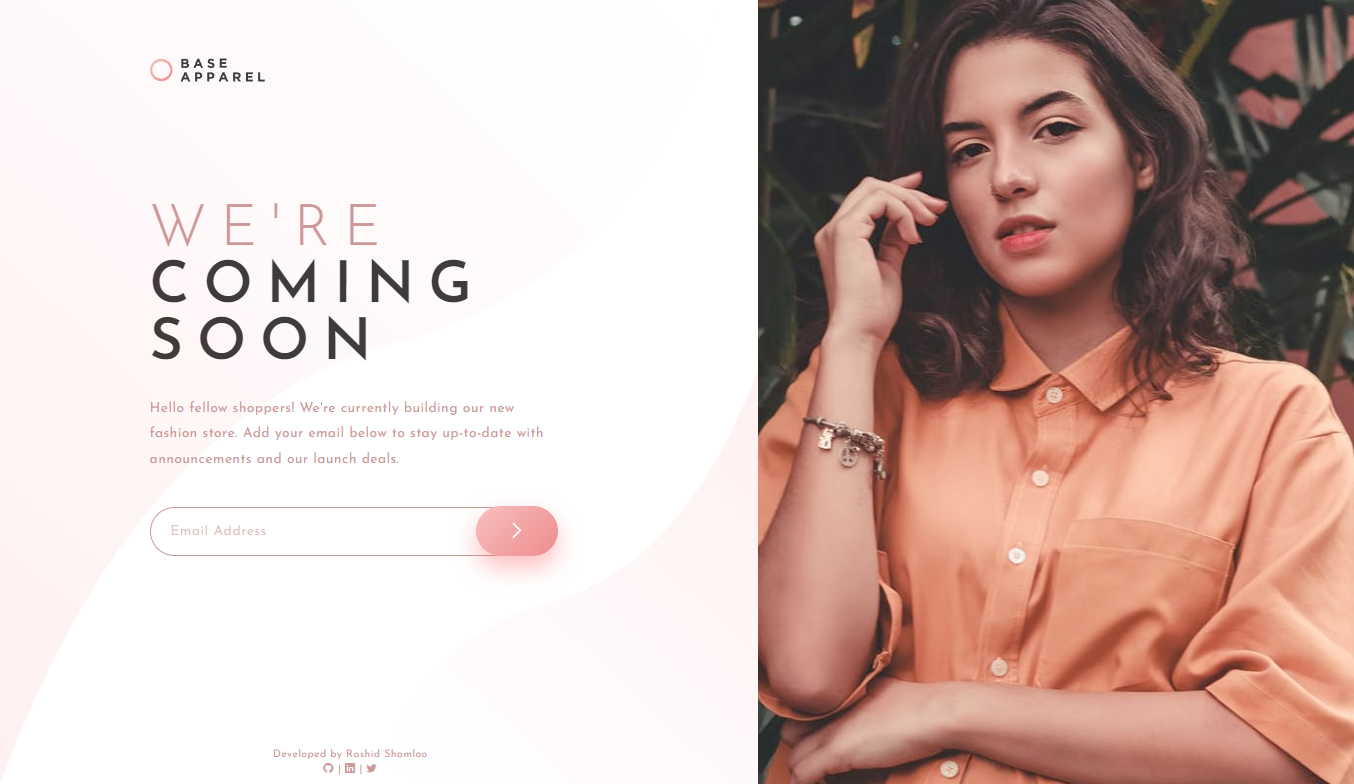 BASE
APPAREL
WE'RE
COMING
SOON
Hello fellow shoppers! We're currently building our new
fashion store. Add your email below to stay up-to-date with
announcements and our launch deals.
Email Address
Developed by Rashid Shamloo
| |